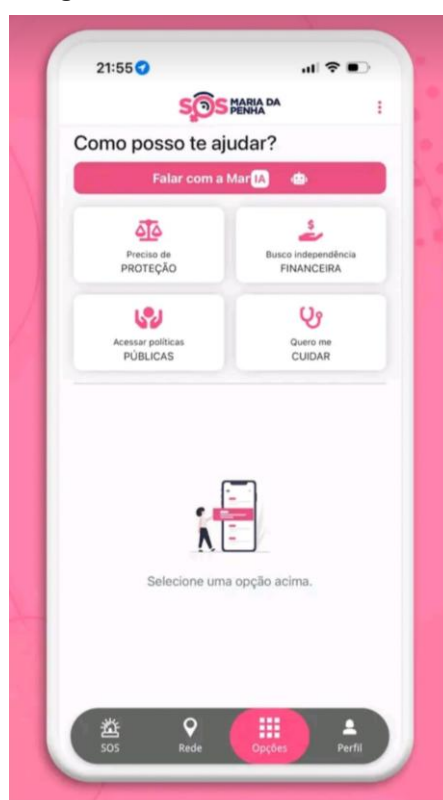 21:55
SOS MARIA DA
PENHA
Como posso te ajudar?
Falar com a MarIA
Preciso de
PROTEÇÃO
Busco independência
FINANCEIRA
Acessar políticas
PÚBLICAS
Quero me
CUIDAR
Selecione uma opção acima.
SOS
Rede
Opções
Perfil